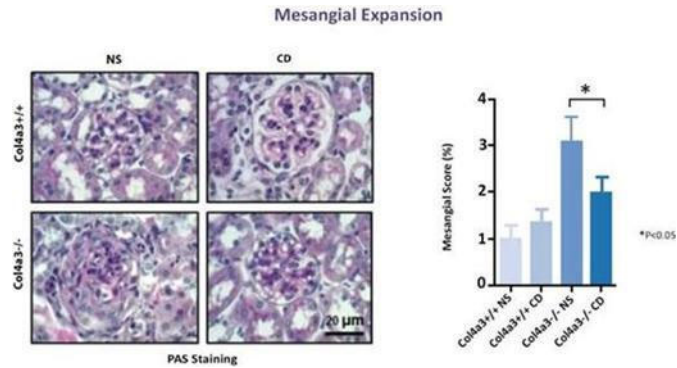 Mesangial Expansion
NS
CD
Col4a3+/+
Col4a3-/-
20 µm
PAS Staining
Mesangial Score (%)
4
3
2
1
0
*
*P<0.05
Col4a3+/+ NS
Col4a3+/+ CD
Col4a3-/- NS
Col4a3-/- CD